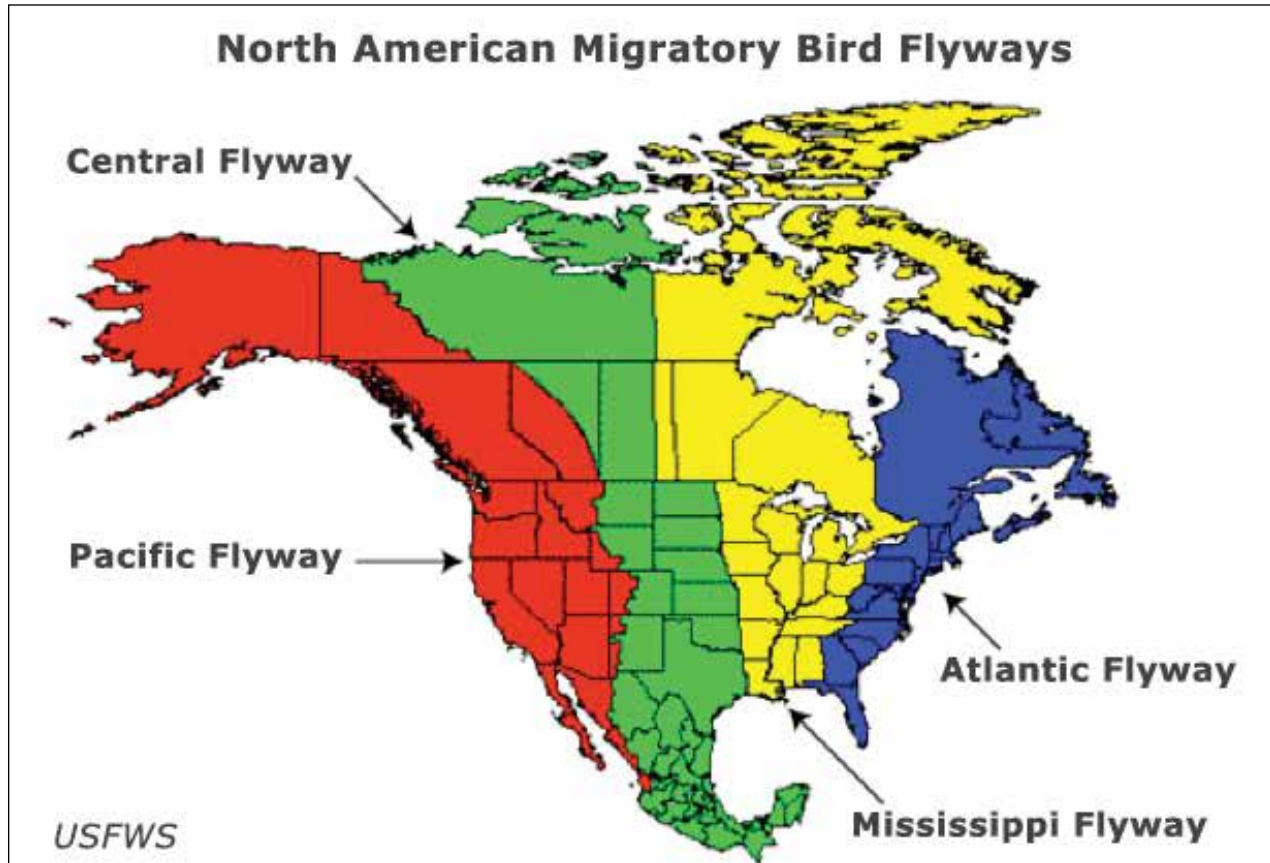 North American Migratory Bird Flyways
Central Flyway
Pacific Flyway
Atlantic Flyway
Mississippi Flyway
USFWS